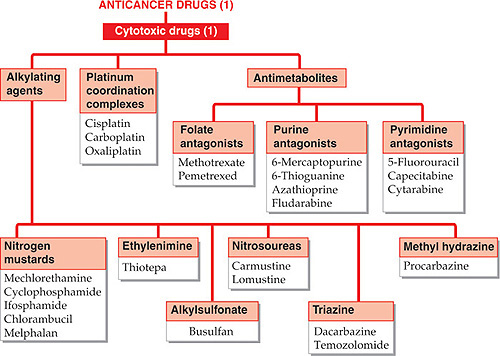 ANTICANCER DRUGS (1)
Cytotoxic drugs (1)
Alkylating
agents
Platinum
coordination
complexes
Cisplatin
Carboplatin
Oxaliplatin
Antimetabolites
Folate
antagonists
Methotrexate
Pemetrexed
Purine
antagonists
6-Mercaptopurine
6-Thioguanine
Azathioprine
Fludarabine
Pyrimidine
antagonists
5-Fluorouracil
Capecitabine
Cytarabine
Nitrogen
mustards
Mechlorethamine
Cyclophosphamide
Ifosphamide
Chlorambucil
Melphalan
Ethylenimine
Thiotepa
Nitrosoureas
Carmustine
Lomustine
Methyl hydrazine
Procarbazine
Alkylsulfonate
Busulfan
Triazine
Dacarbazine
Temozolomide